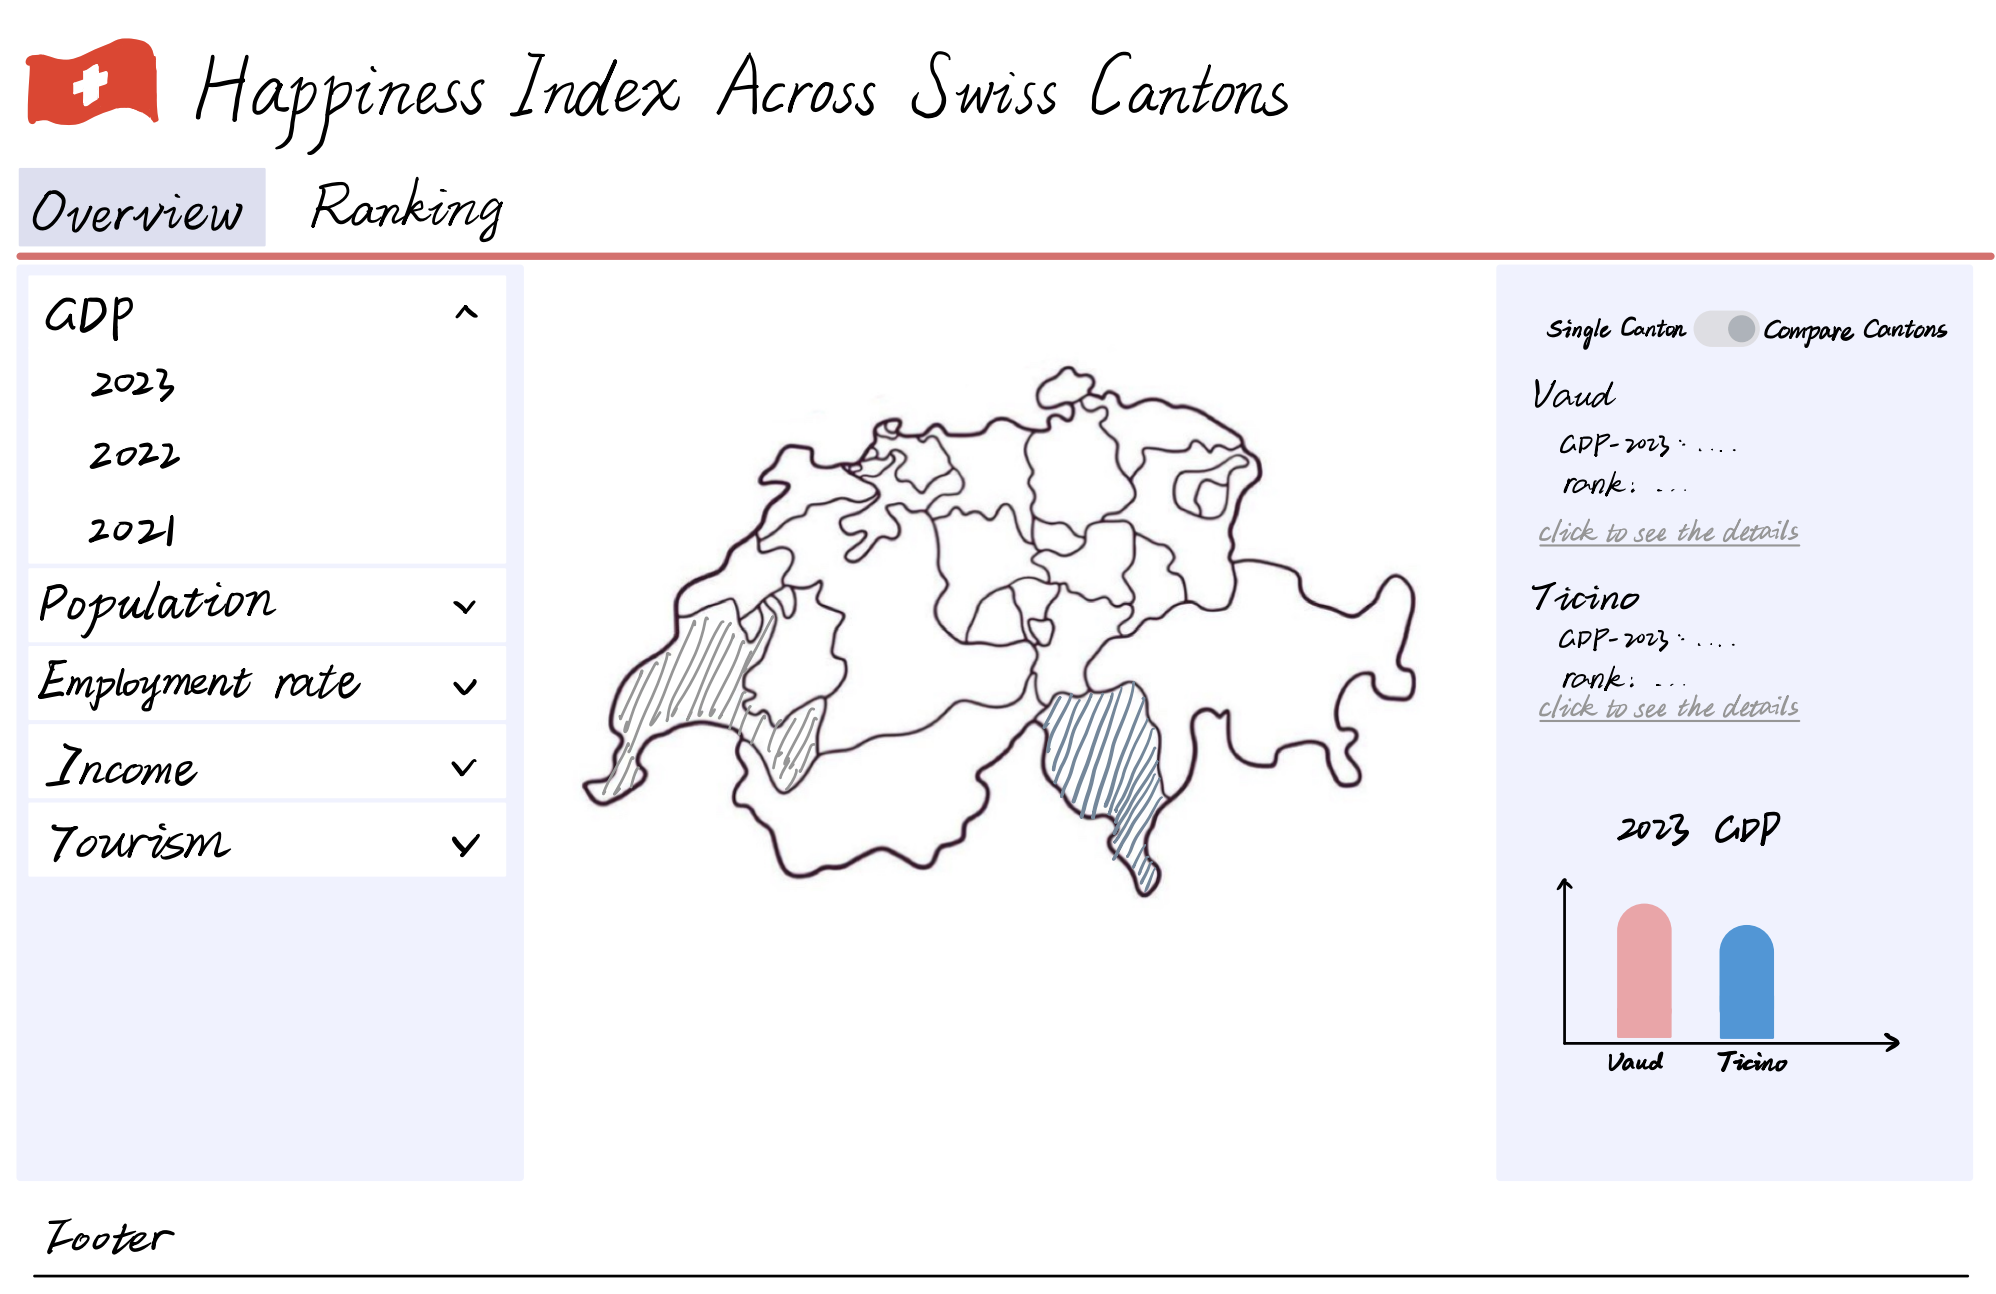 Happiness Index Across Swiss Cantons
Overview
Ranking
GDP
2023
2022
2021
Population
Employment rate
Income
Tourism
Single Canton
Compare Cantons
Vaud
GDP-2023: ....
rank: ...
click to see the details
Ticino
GDP-2023: ....
rank: ...
click to see the details
2023 GDP
Vaud
Ticino
Footer